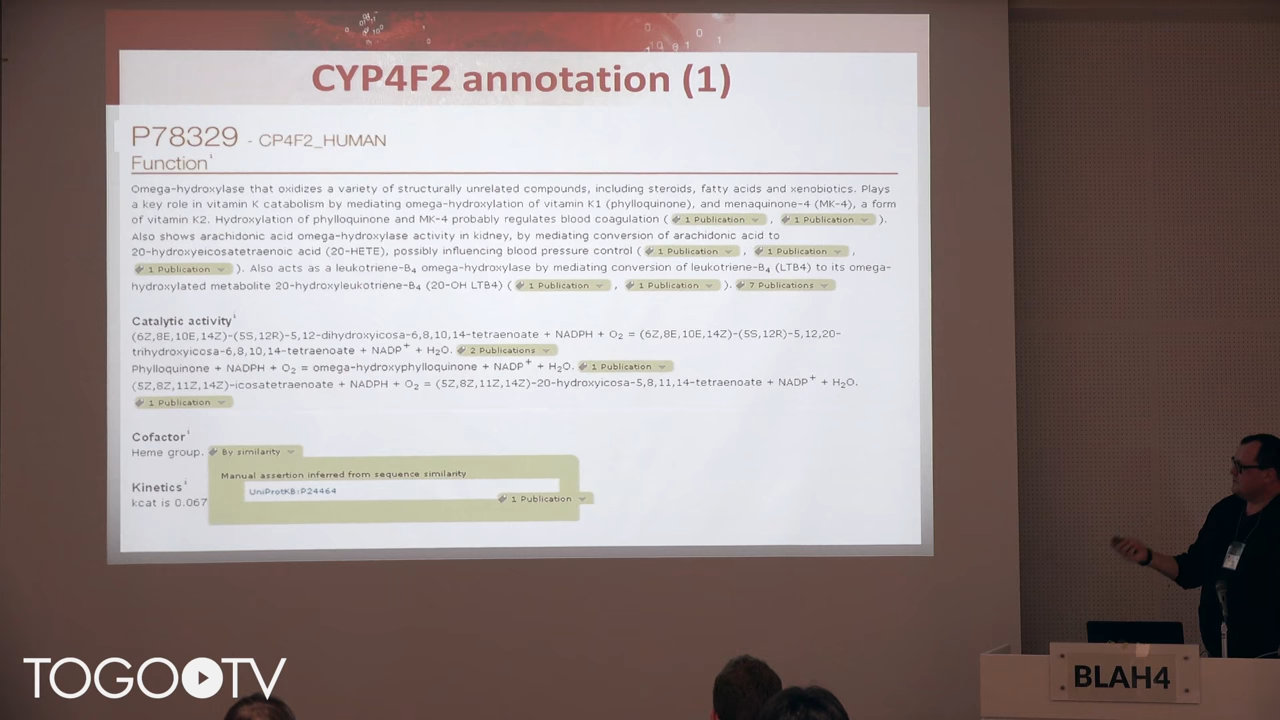 CYP4F2 annotation (1)
P78329 - CP4F2_HUMAN
Function i
Omega-hydroxylase that oxidizes a variety of structurally unrelated compounds, including steroids, fatty acids and xenobiotics. Plays
a key role in vitamin K catabolism by mediating omega-hydroxylation of vitamin K1 (phylloquinone), and menaquinone-4 (MK-4), a form
of vitamin K2. Hydroxylation of phylloquinone and MK-4 probably regulates blood coagulation ( 1 Publication , 1 Publication ).
Also shows arachidonic acid omega-hydroxylase activity in kidney, by mediating conversion of arachidonic acid to
20-hydroxyeicosatetraenoic acid (20-HETE), possibly influencing blood pressure control ( 1 Publication , 1 Publication ,
1 Publication ). Also acts as a leukotriene-B4 omega-hydroxylase by mediating conversion of leukotriene-B4 (LTB4) to its omega-
hydroxylated metabolite 20-hydroxyleukotriene-B4 (20-OH LTB4) ( 1 Publication , 1 Publication ). 7 Publications
Catalytic activity i
(6Z,8E,10E,14Z)-(5S,12R)-5,12-dihydroxyicosa-6,8,10,14-tetraenoate + NADPH + O2 = (6Z,8E,10E,14Z)-(5S,12R)-5,12,20-
trihydroxyicosa-6,8,10,14-tetraenoate + NADP+ + H2O. 2 Publications
Phylloquinone + NADPH + O2 = omega-hydroxyphylloquinone + NADP+ + H2O. 1 Publication
(5Z,8Z,11Z,14Z)-icosatetraenoate + NADPH + O2 = (5Z,8Z,11Z,14Z)-20-hydroxyicosa-5,8,11,14-tetraenoate + NADP+ + H2O.
1 Publication
Cofactor i
Heme group. By similarity
Manual assertion inferred from sequence similarity
UniProtKB:P24464
Kinetics i
kcat is 0.067
1 Publication
BLAH4
TOGO TV